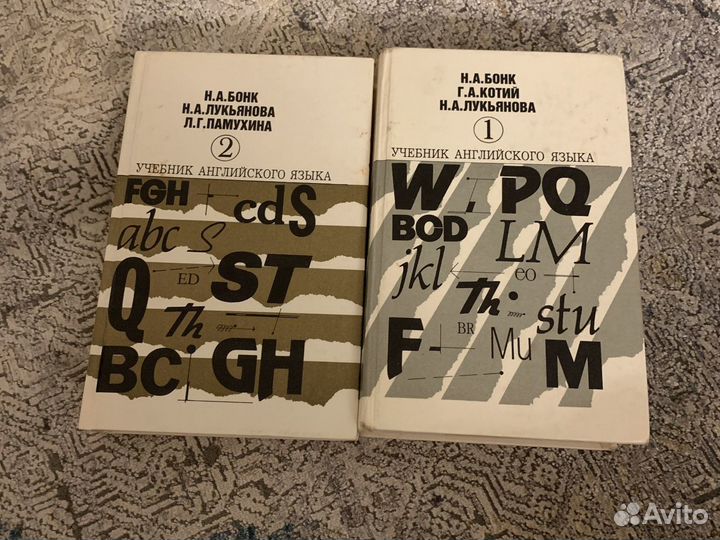 Н.А.БОНК
Н.А.ЛУКЬЯНОВА
Л.Г.ПАМУХИНА
2
УЧЕБНИК АНГЛИЙСКОГО ЯЗЫКА
FGH
cdS
abc S
ED
ST
Q
Th
BC
GH
Н.А.БОНК
Г.А.КОТИЙ
Н.А.ЛУКЬЯНОВА
1
УЧЕБНИК АНГЛИЙСКОГО ЯЗЫКА
W.PQ
BCD
LM
jkl
EO
Th
stu
BR
F
Mu
M
Avito